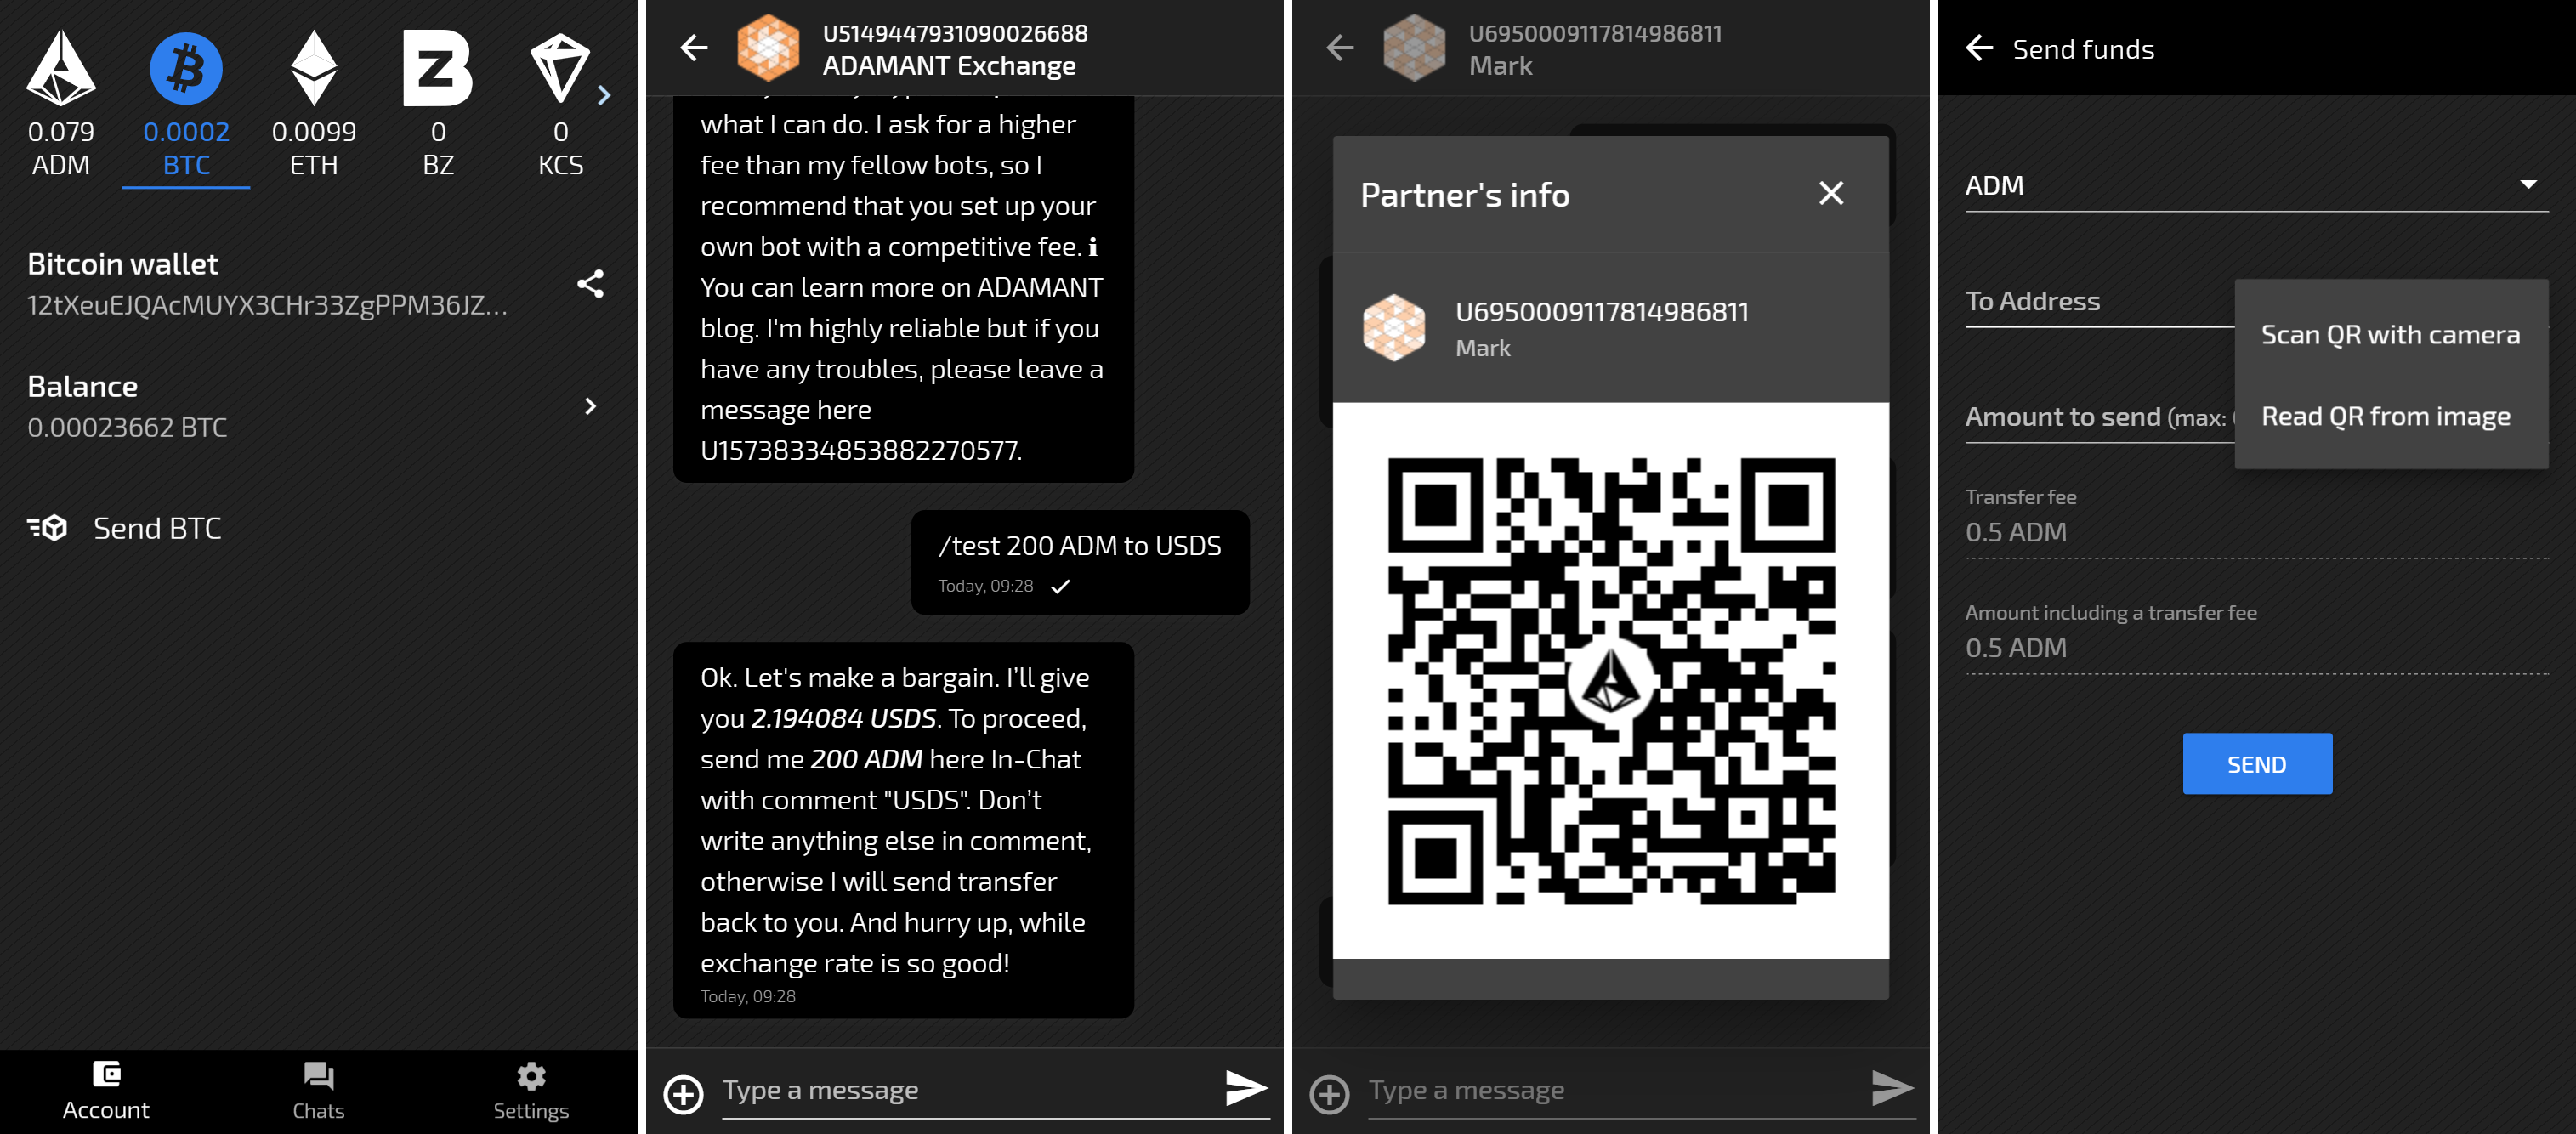 0.079
ADM
0.0002
BTC
0.0099
ETH
0
BZ
0
KCS
Bitcoin wallet
12tXeuEJQAcMUYX3CHr33ZgPPM36JZ...
Balance
0.00023662 BTC
Send BTC
Account
Chats
Settings
U5149447931090026688
ADAMANT Exchange
what I can do. I ask for a higher
fee than my fellow bots, so I
recommend that you set up your
own bot with a competitive fee. ℹ
You can learn more on ADAMANT
blog. I'm highly reliable but if you
have any troubles, please leave a
message here
U15738334853882270577.
/test 200 ADM to USDS
Today, 09:28
Ok. Let's make a bargain. I’ll give
you 2.194084 USDS. To proceed,
send me 200 ADM here In-Chat
with comment "USDS". Don’t
write anything else in comment,
otherwise I will send transfer
back to you. And hurry up, while
exchange rate is so good!
Today, 09:28
Type a message
U6950009117814986811
Mark
Partner's info
U6950009117814986811
Mark
Type a message
Send funds
ADM
To Address
Scan QR with camera
Read QR from image
Amount to send (max:
Transfer fee
0.5 ADM
Amount including a transfer fee
0.5 ADM
SEND